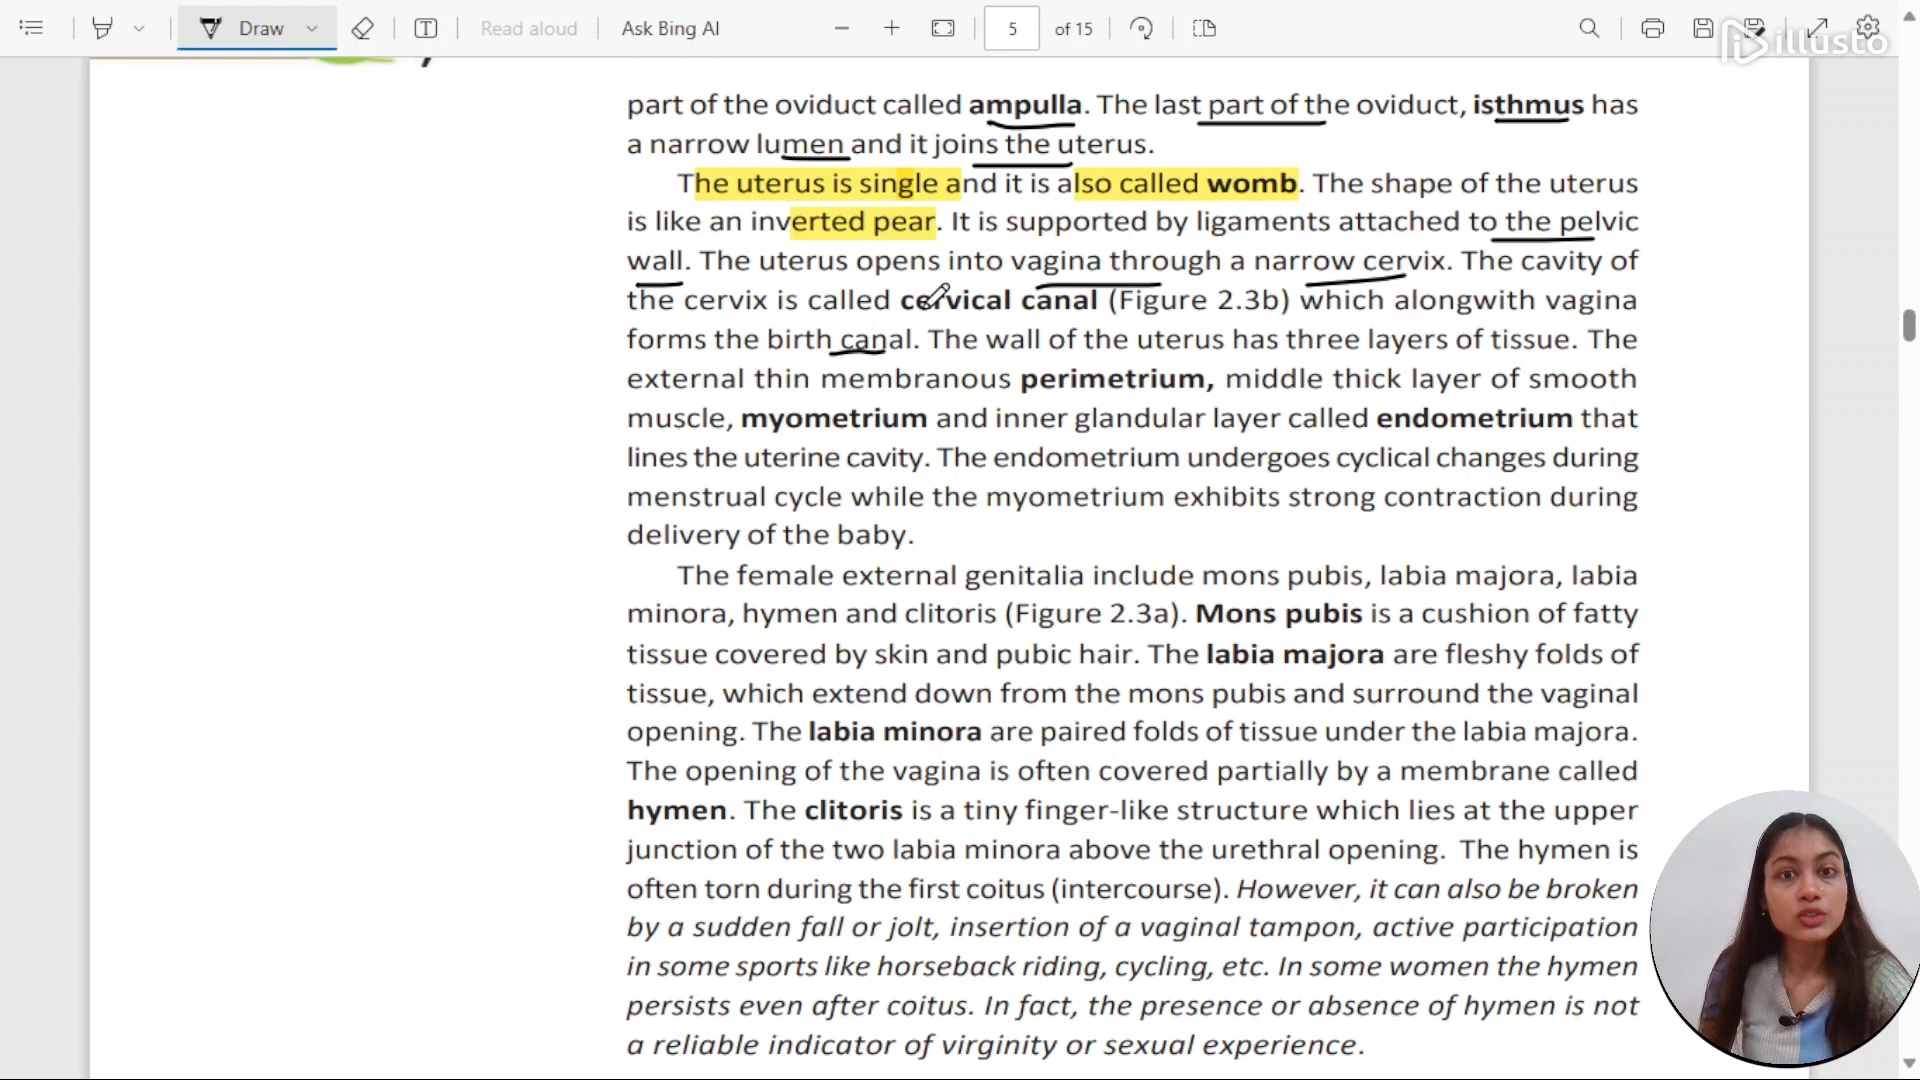 Draw
Read aloud
Ask Bing AI
5
of 15
illusto
part of the oviduct called ampulla. The last part of the oviduct, isthmus has
a narrow lumen and it joins the uterus.
The uterus is single and it is also called womb. The shape of the uterus
is like an inverted pear. It is supported by ligaments attached to the pelvic
wall. The uterus opens into vagina through a narrow cervix. The cavity of
the cervix is called cervical canal (Figure 2.3b) which alongwith vagina
forms the birth canal. The wall of the uterus has three layers of tissue. The
external thin membranous perimetrium, middle thick layer of smooth
muscle, myometrium and inner glandular layer called endometrium that
lines the uterine cavity. The endometrium undergoes cyclical changes during
menstrual cycle while the myometrium exhibits strong contraction during
delivery of the baby.
The female external genitalia include mons pubis, labia majora, labia
minora, hymen and clitoris (Figure 2.3a). Mons pubis is a cushion of fatty
tissue covered by skin and pubic hair. The labia majora are fleshy folds of
tissue, which extend down from the mons pubis and surround the vaginal
opening. The labia minora are paired folds of tissue under the labia majora.
The opening of the vagina is often covered partially by a membrane called
hymen. The clitoris is a tiny finger-like structure which lies at the upper
junction of the two labia minora above the urethral opening. The hymen is
often torn during the first coitus (intercourse). However, it can also be broken
by a sudden fall or jolt, insertion of a vaginal tampon, active participation
in some sports like horseback riding, cycling, etc. In some women the hymen
persists even after coitus. In fact, the presence or absence of hymen is not
a reliable indicator of virginity or sexual experience.